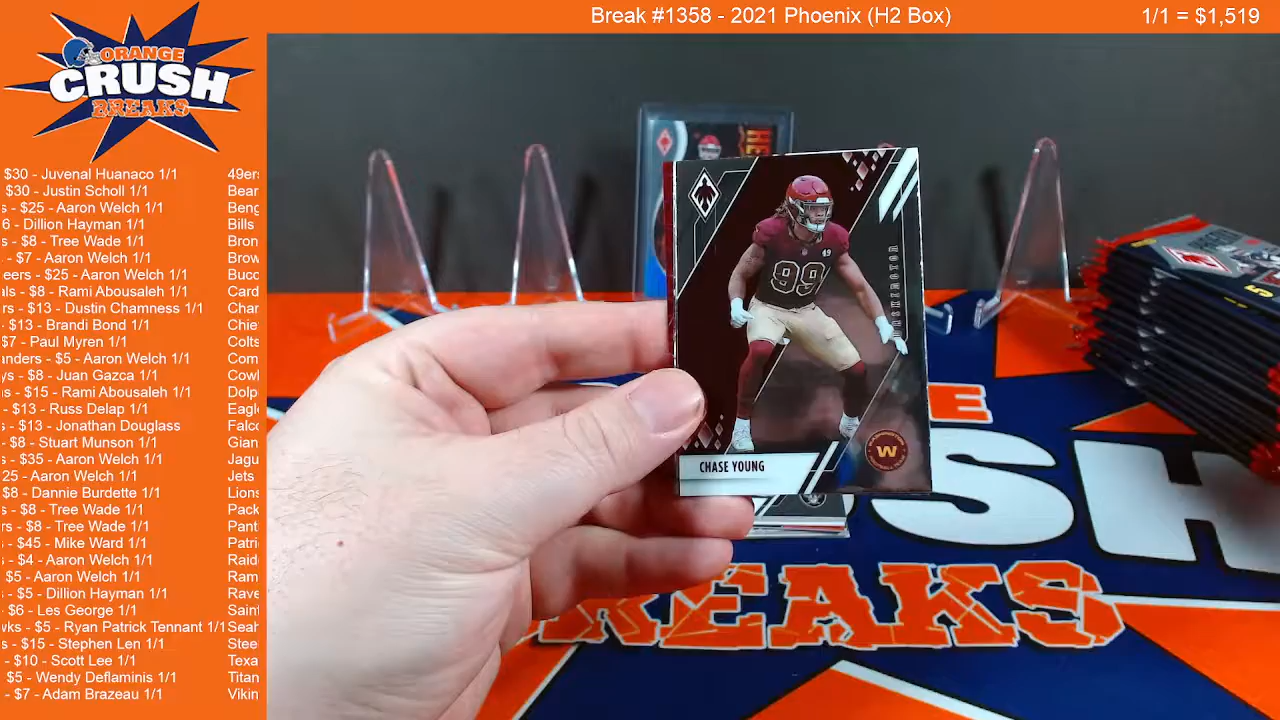 Break #1358 - 2021 Phoenix (H2 Box)
1/1 = $1,519
ORANGE
CRUSH
BREAKS
$30 - Juvenal Huanaco 1/1
$30 - Justin Scholl 1/1
s - $25 - Aaron Welch 1/1
6 - Dillion Hayman 1/1
s - $8 - Tree Wade 1/1
- $7 - Aaron Welch 1/1
eers - $25 - Aaron Welch 1/1
als - $8 - Rami Abousaleh 1/1
rs - $13 - Dustin Chamness 1/1
- $13 - Brandi Bond 1/1
$7 - Paul Myren 1/1
anders - $5 - Aaron Welch 1/1
ys - $8 - Juan Gazca 1/1
s - $15 - Rami Abousaleh 1/1
- $13 - Russ Delap 1/1
s - $13 - Jonathan Douglass
- $8 - Stuart Munson 1/1
s - $35 - Aaron Welch 1/1
25 - Aaron Welch 1/1
$8 - Dannie Burdette 1/1
s - $8 - Tree Wade 1/1
rs - $8 - Tree Wade 1/1
- $45 - Mike Ward 1/1
s - $4 - Aaron Welch 1/1
$5 - Aaron Welch 1/1
- $5 - Dillion Hayman 1/1
- $6 - Les George 1/1
wks - $5 - Ryan Patrick Tennant 1/1
s - $15 - Stephen Len 1/1
- $10 - Scott Lee 1/1
$5 - Wendy Deflaminis 1/1
- $7 - Adam Brazeau 1/1
49ers
Bear
Beng
Bills
Bron
Brow
Bucc
Card
Char
Chie
Colts
Com
Cowl
Dolp
Eagl
Falc
Gian
Jagu
Jets
Lions
Pack
Pant
Patri
Raid
Ram
Rave
Saint
Seah
Stee
Texa
Titan
Vikin
99
49
WASHINGTON
W
CHASE YOUNG
E
SH
REAKS